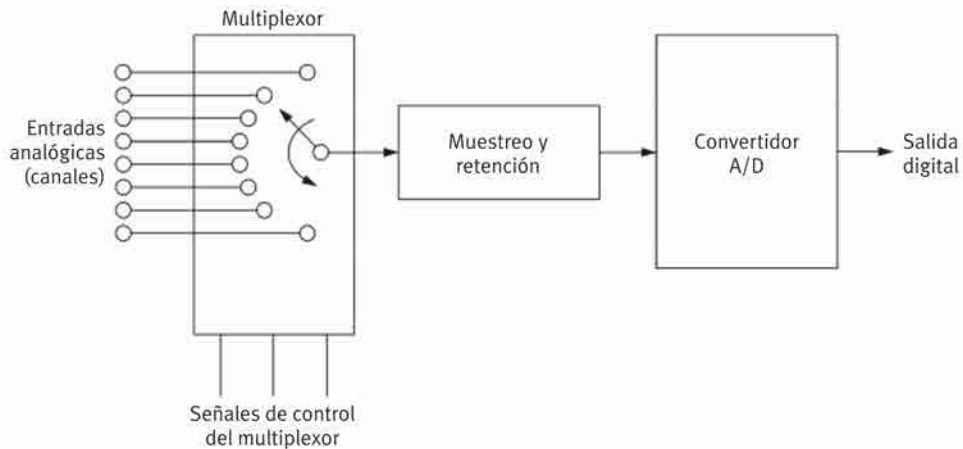 Multiplexor
Entradas
analógicas
(canales)
Muestreo y
retención
Convertidor
A/D
Salida
digital
Señales de control
del multiplexor